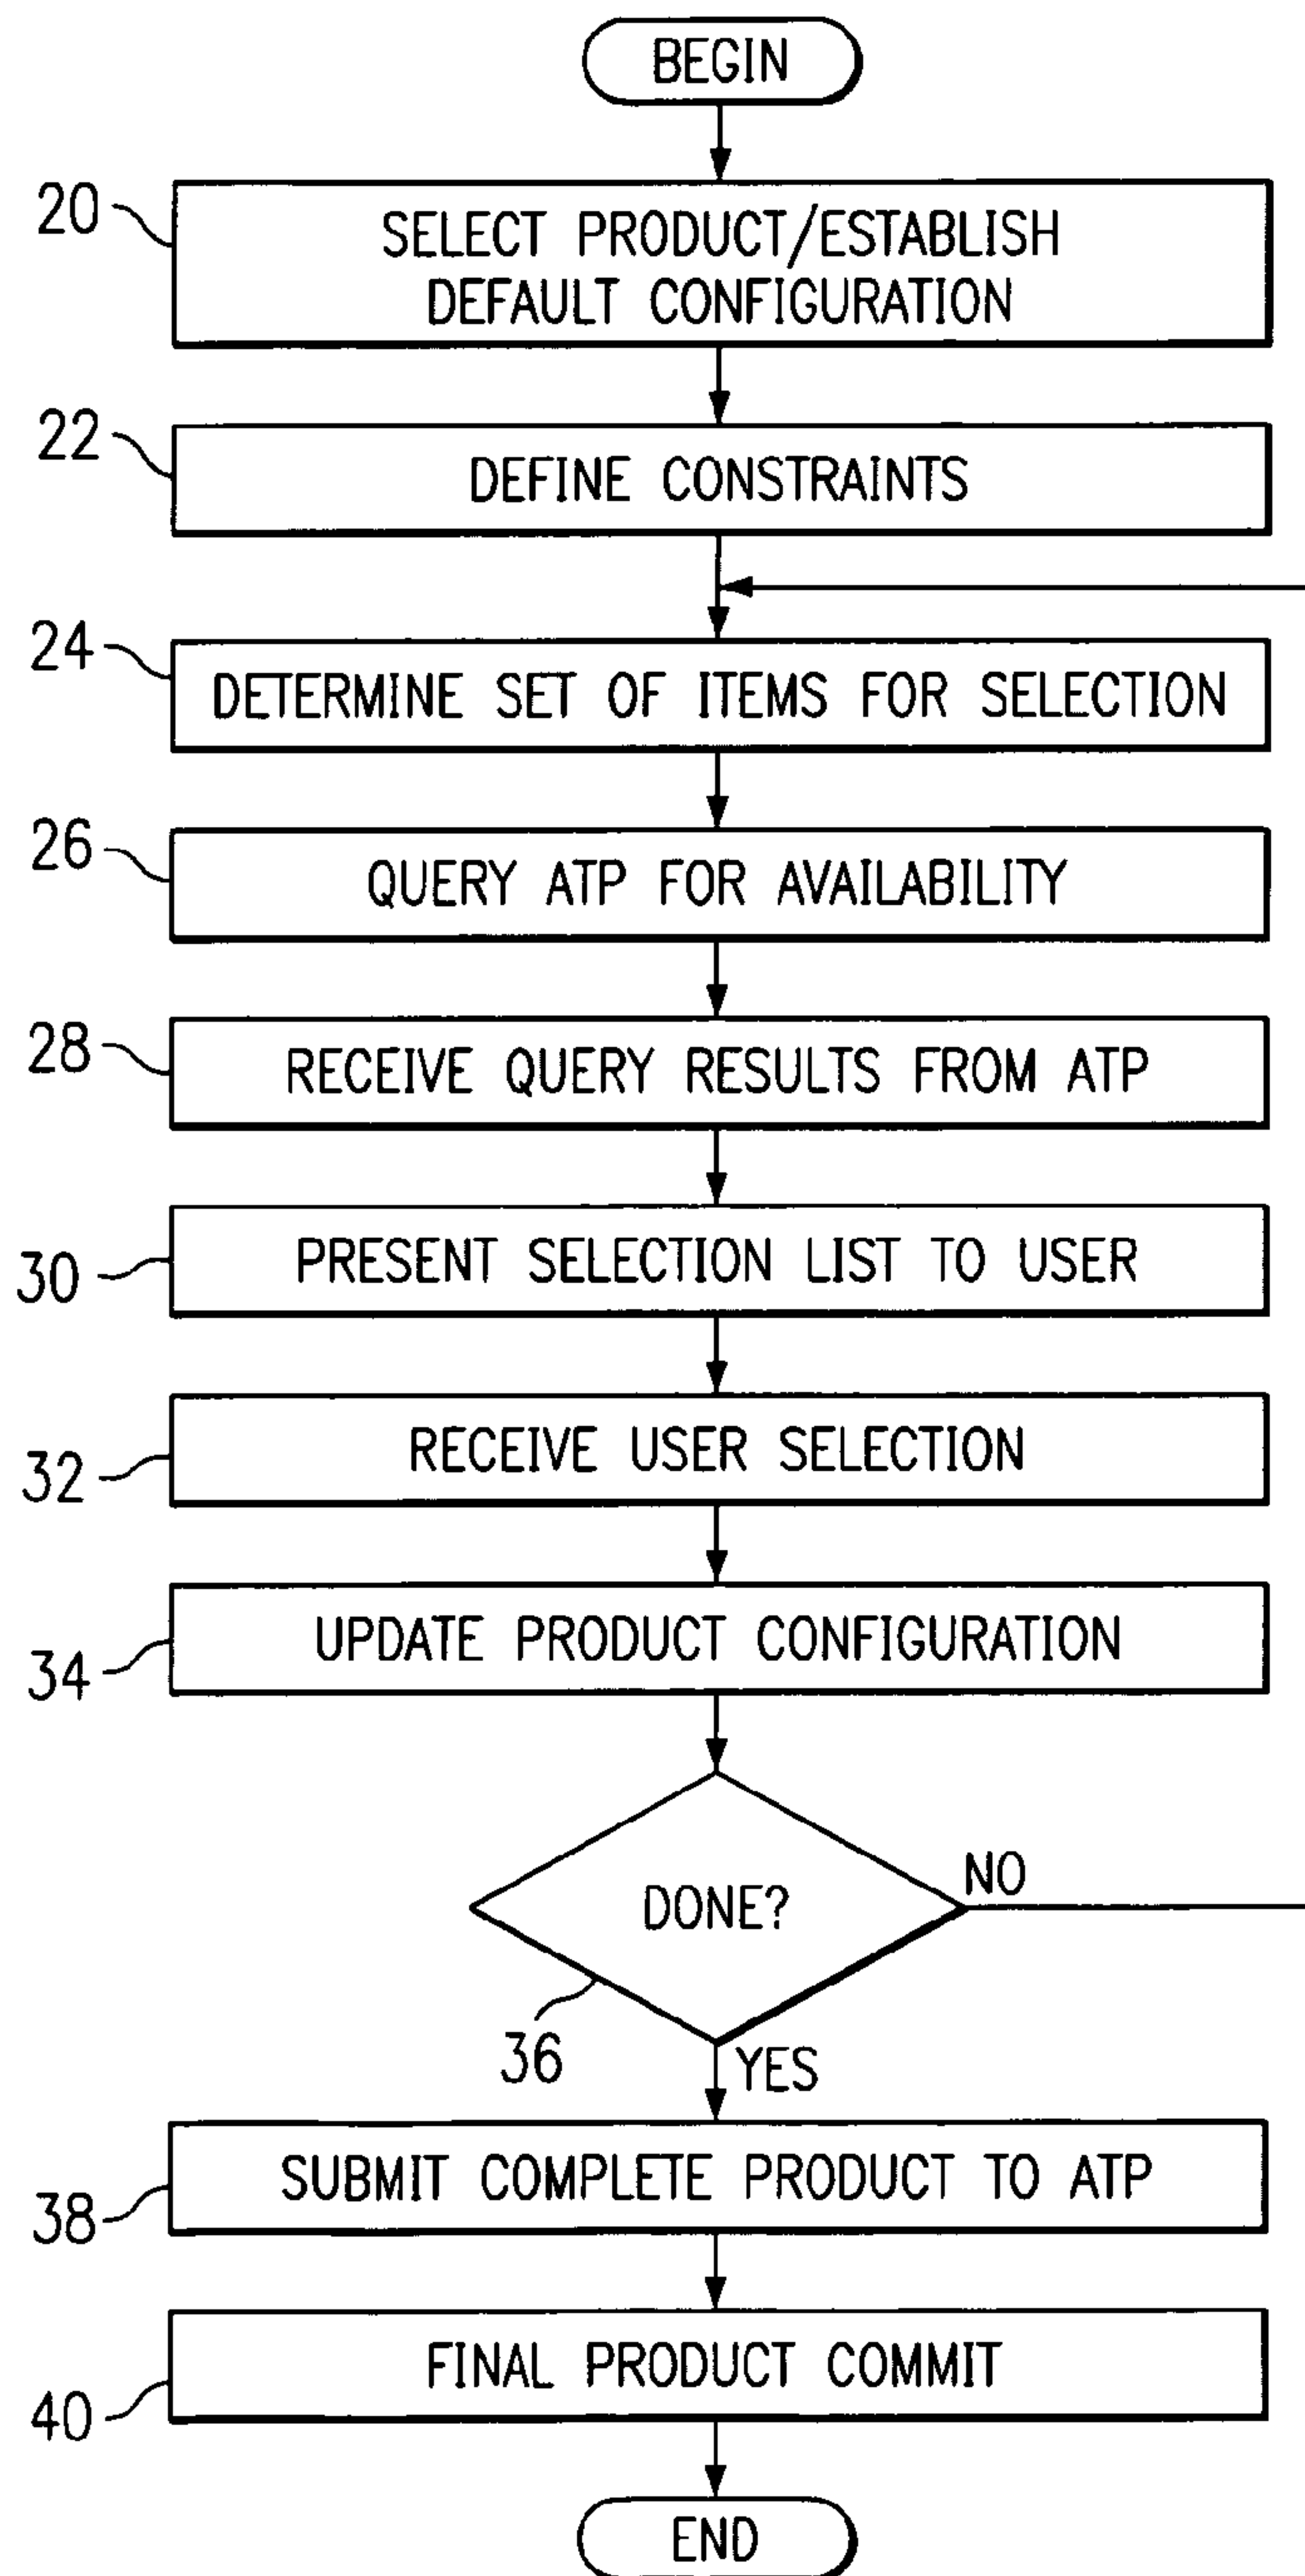 BEGIN
20
SELECT PRODUCT/ESTABLISH
DEFAULT CONFIGURATION
22
DEFINE CONSTRAINTS
24
DETERMINE SET OF ITEMS FOR SELECTION
26
QUERY ATP FOR AVAILABILITY
28
RECEIVE QUERY RESULTS FROM ATP
30
PRESENT SELECTION LIST TO USER
32
RECEIVE USER SELECTION
34
UPDATE PRODUCT CONFIGURATION
DONE?
NO
36
YES
38
SUBMIT COMPLETE PRODUCT TO ATP
40
FINAL PRODUCT COMMIT
END